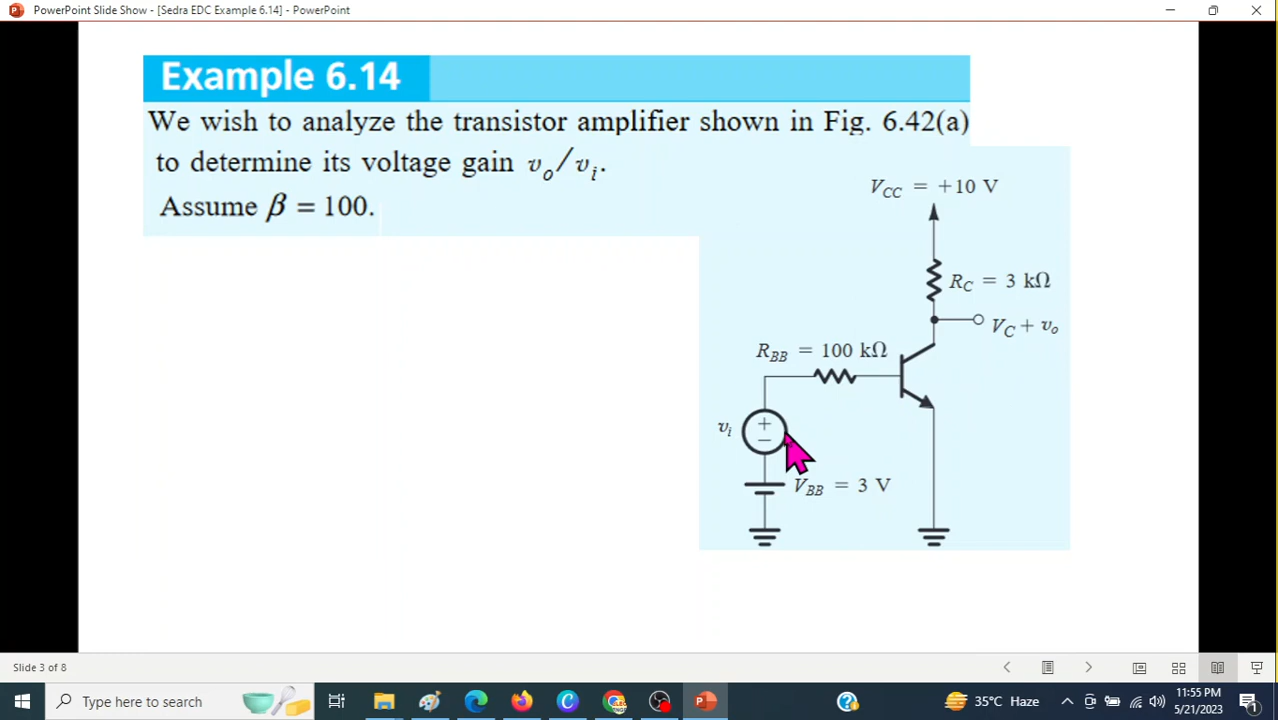 PowerPoint Slide Show - [Sedra EDC Example 6.14] - PowerPoint
Example 6.14
We wish to analyze the transistor amplifier shown in Fig. 6.42(a)
to determine its voltage gain vo/vi.
Assume β = 100.
VCC = +10 V
RC = 3 kΩ
VC + vo
RBB = 100 kΩ
vi
+
−
VBB = 3 V
Slide 3 of 8
Type here to search
35°C Haze
11:55 PM
5/21/2023
1